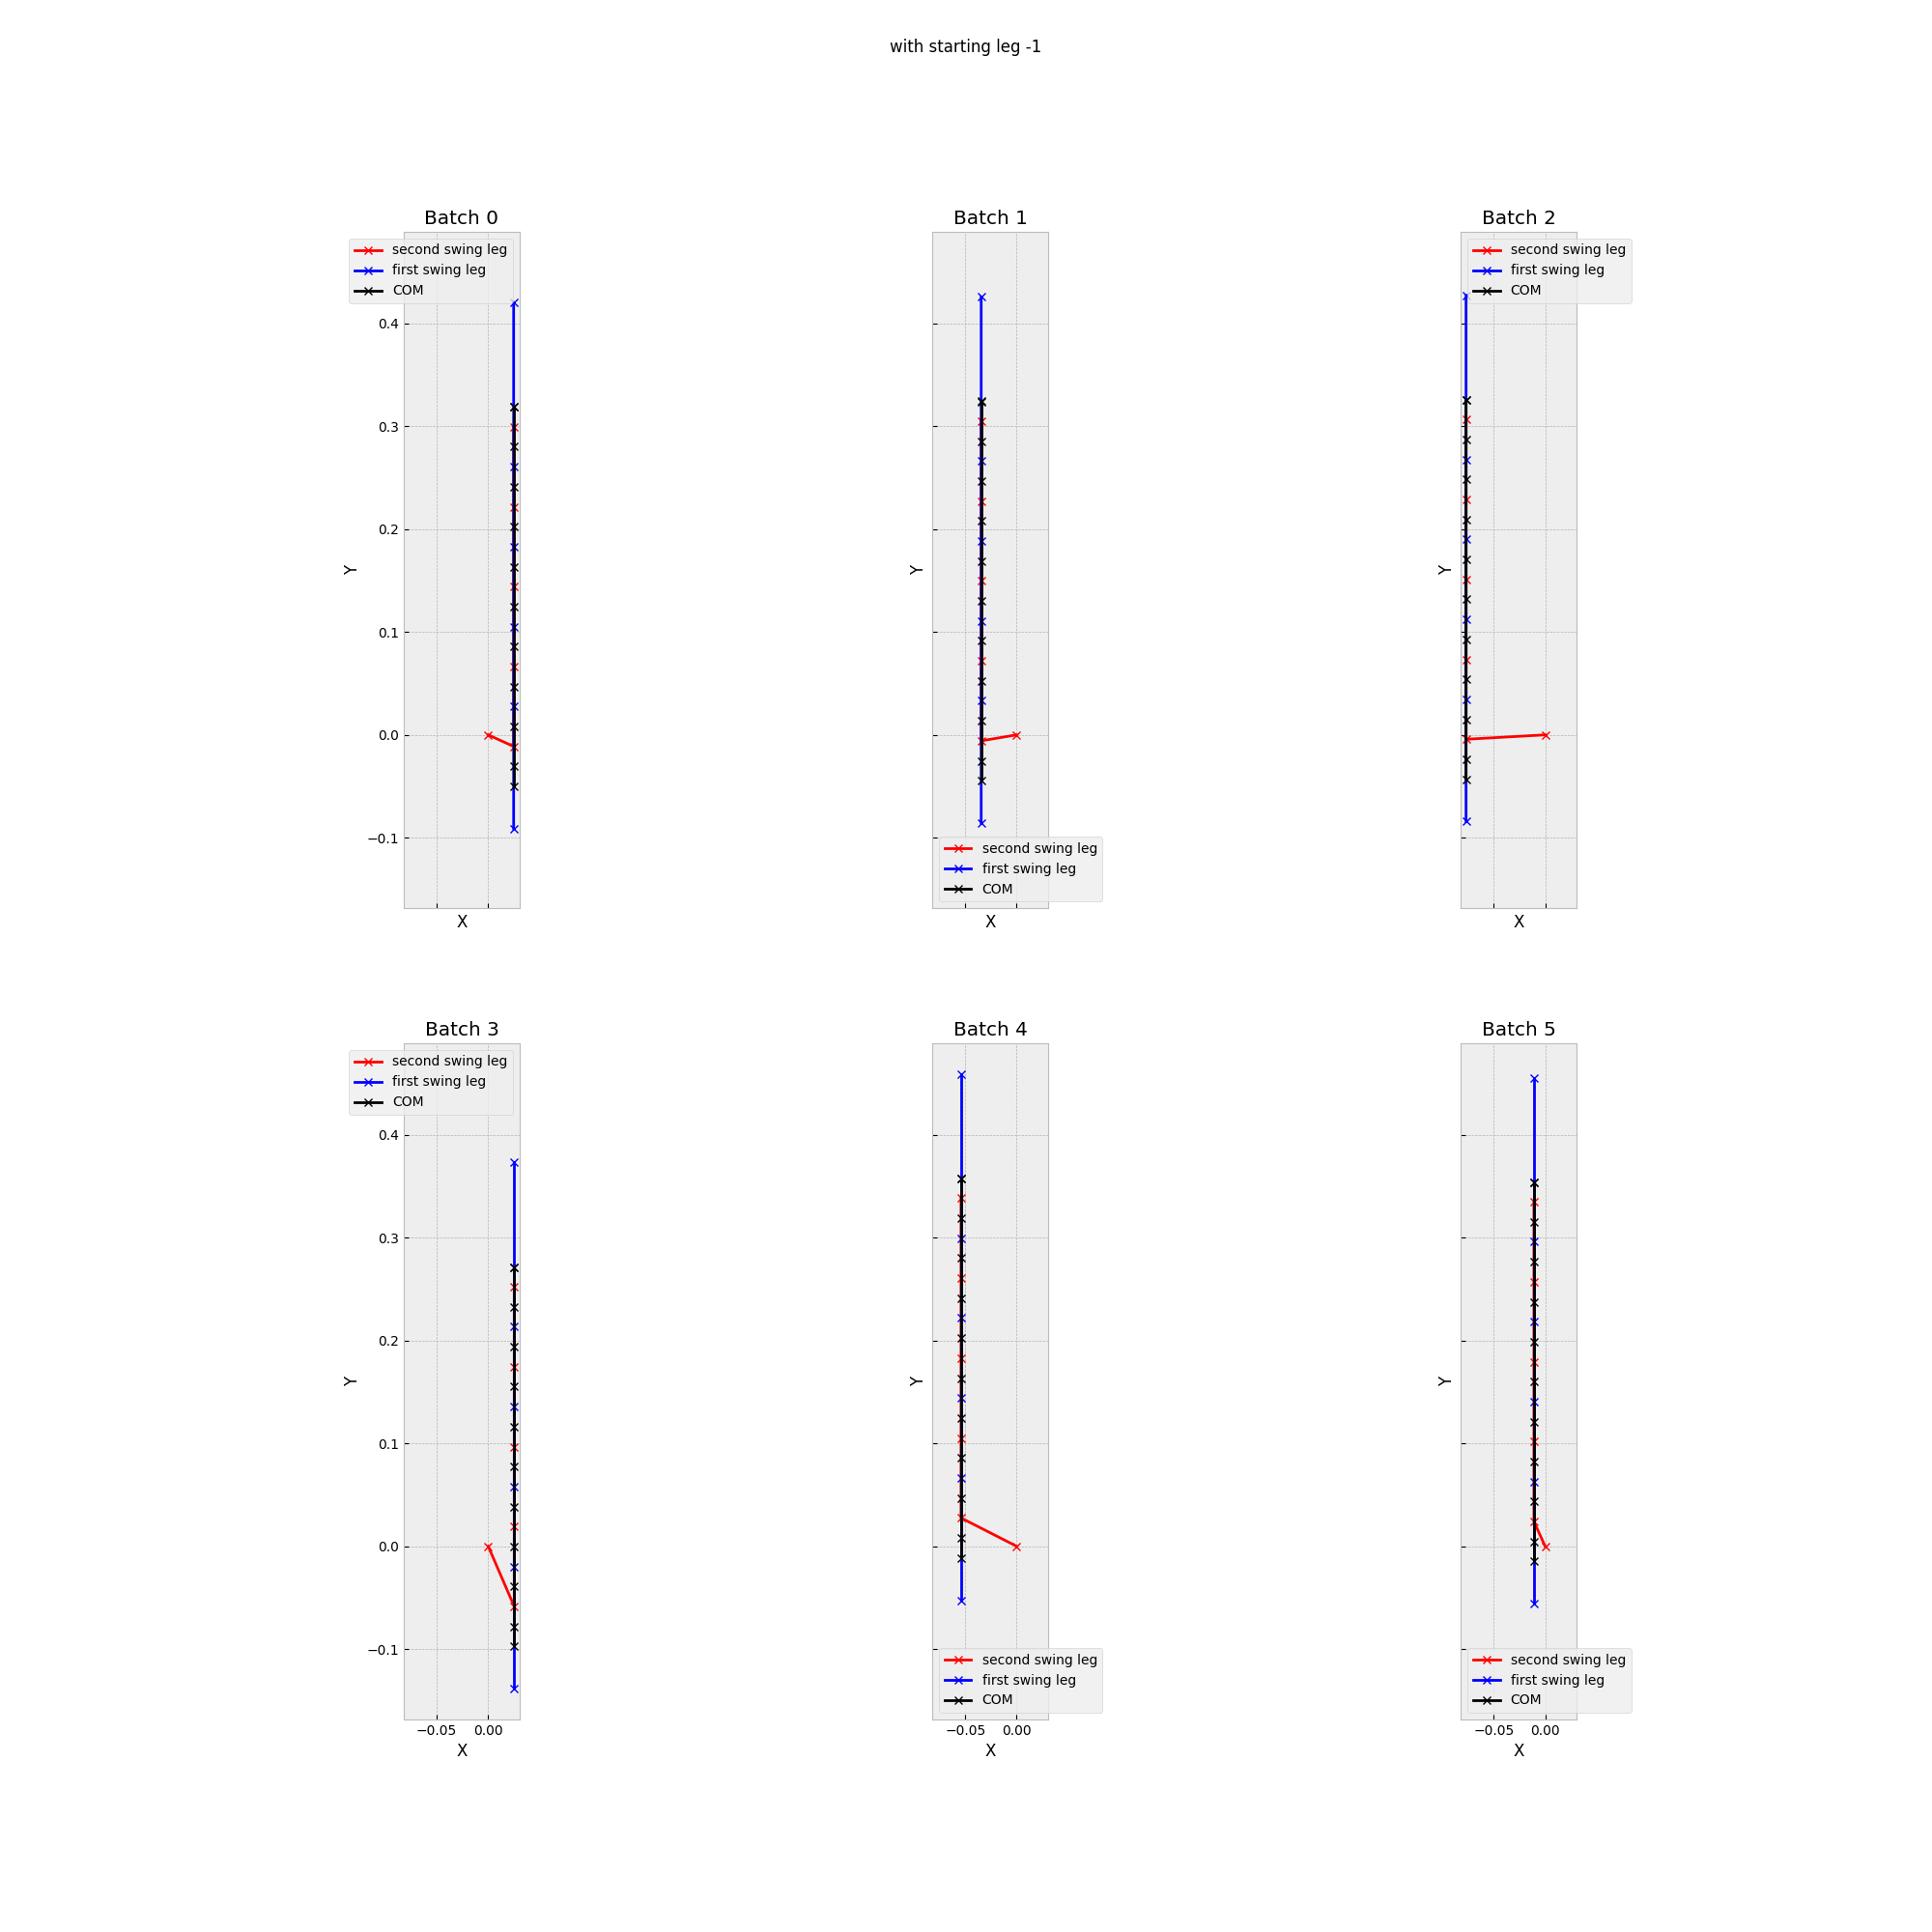 with starting leg -1
Batch 0
Batch 1
Batch 2
second swing leg
first swing leg
COM
second swing leg
first swing leg
COM
0.4
0.3
0.2
0.1
0.0
−0.1
Y
Y
Y
second swing leg
first swing leg
COM
X
X
X
Batch 3
Batch 4
Batch 5
second swing leg
first swing leg
COM
0.4
0.3
0.2
0.1
0.0
−0.1
Y
Y
Y
second swing leg
first swing leg
COM
second swing leg
first swing leg
COM
−0.05 0.00
−0.05 0.00
−0.05 0.00
X
X
X